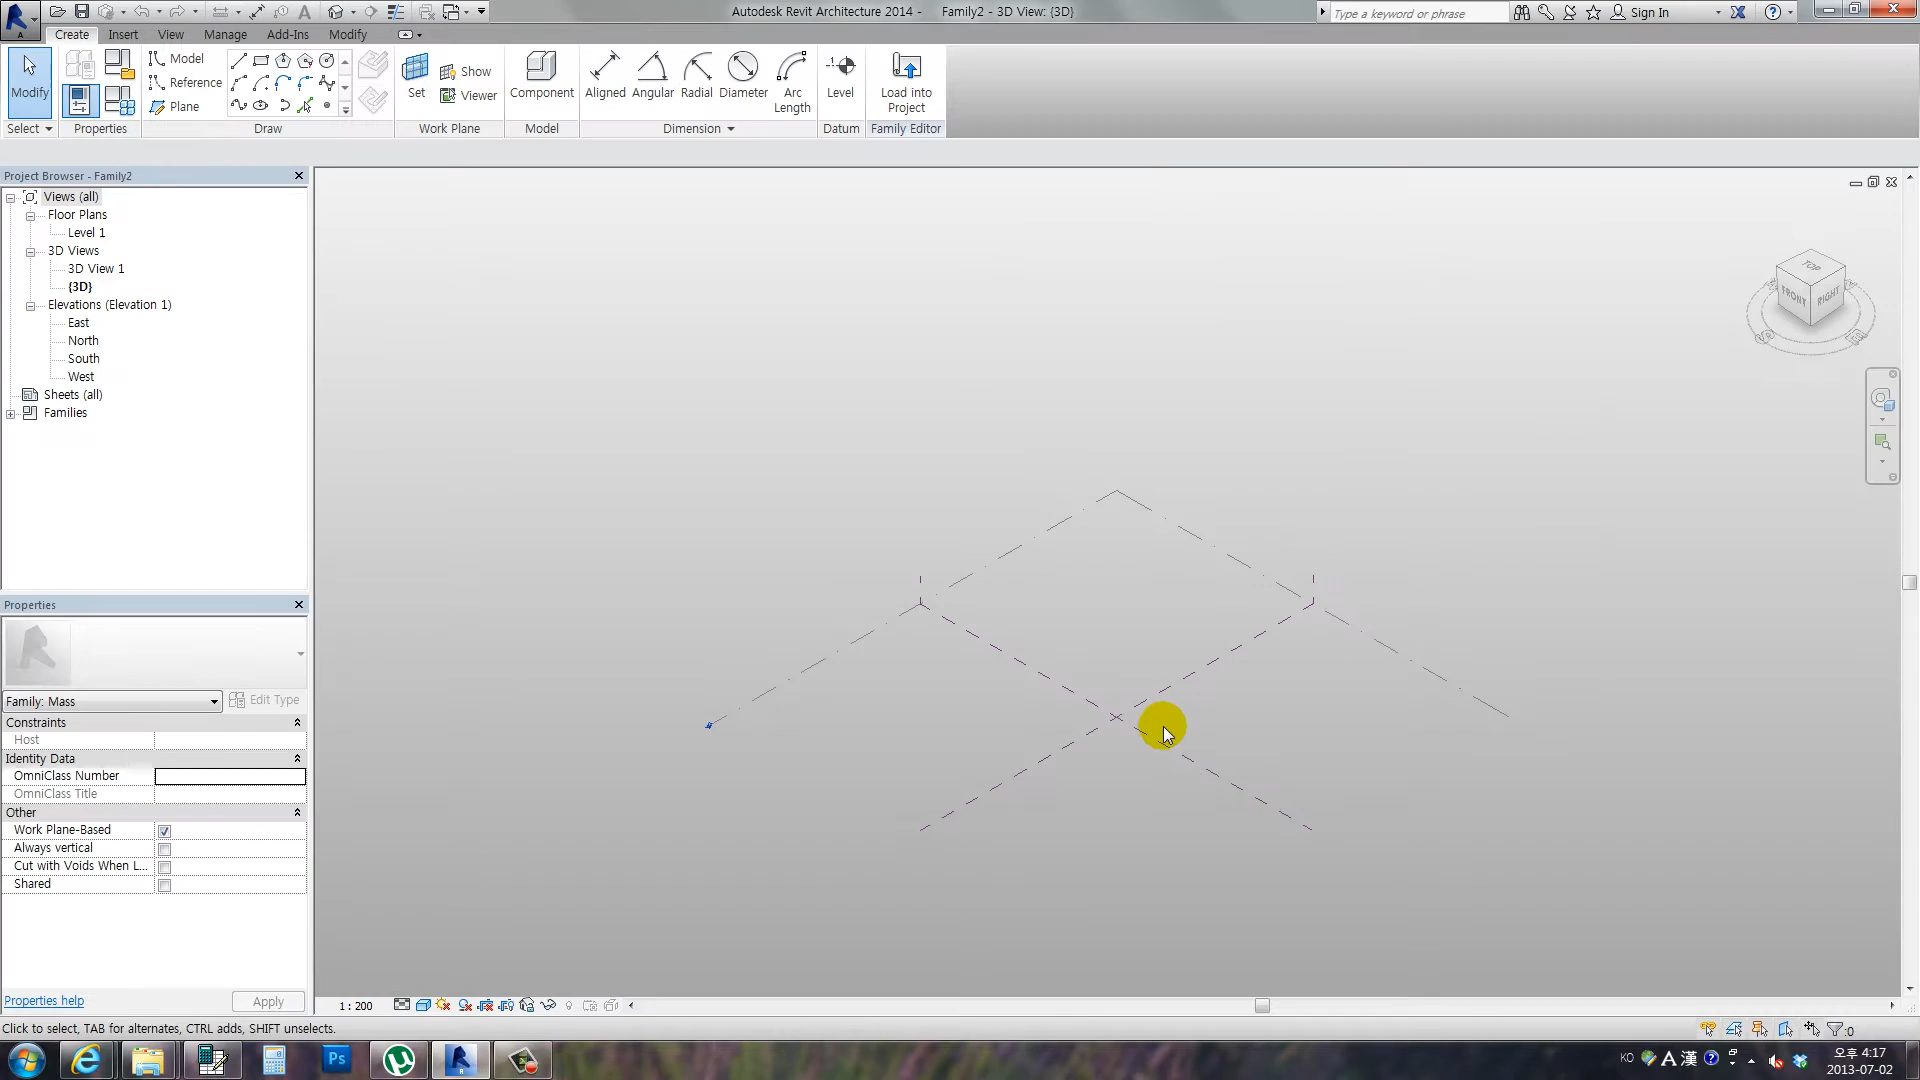 Autodesk Revit Architecture 2014 - Family2 - 3D View: {3D}
Type a keyword or phrase
Sign In
Create Insert View Manage Add-Ins Modify
Modify
Model
Reference
Plane
Set
Show
Viewer
Component
Aligned Angular Radial Diameter Arc Length
Level
Load into Project
Select Properties Draw Work Plane Model Dimension Datum Family Editor
Project Browser - Family2
Views (all)
Floor Plans
Level 1
3D Views
3D View 1
{3D}
Elevations (Elevation 1)
East
North
South
West
Sheets (all)
Families
TOP
FRONT RIGHT
Properties
Family: Mass
Edit Type
Constraints
Host
Identity Data
OmniClass Number
OmniClass Title
Other
Work Plane-Based
Always vertical
Cut with Voids When L...
Shared
Properties help
Apply
1 : 200
Click to select, TAB for alternates, CTRL adds, SHIFT unselects.
:0
Ps
KO
A 漢
오후 4:17
2013-07-02